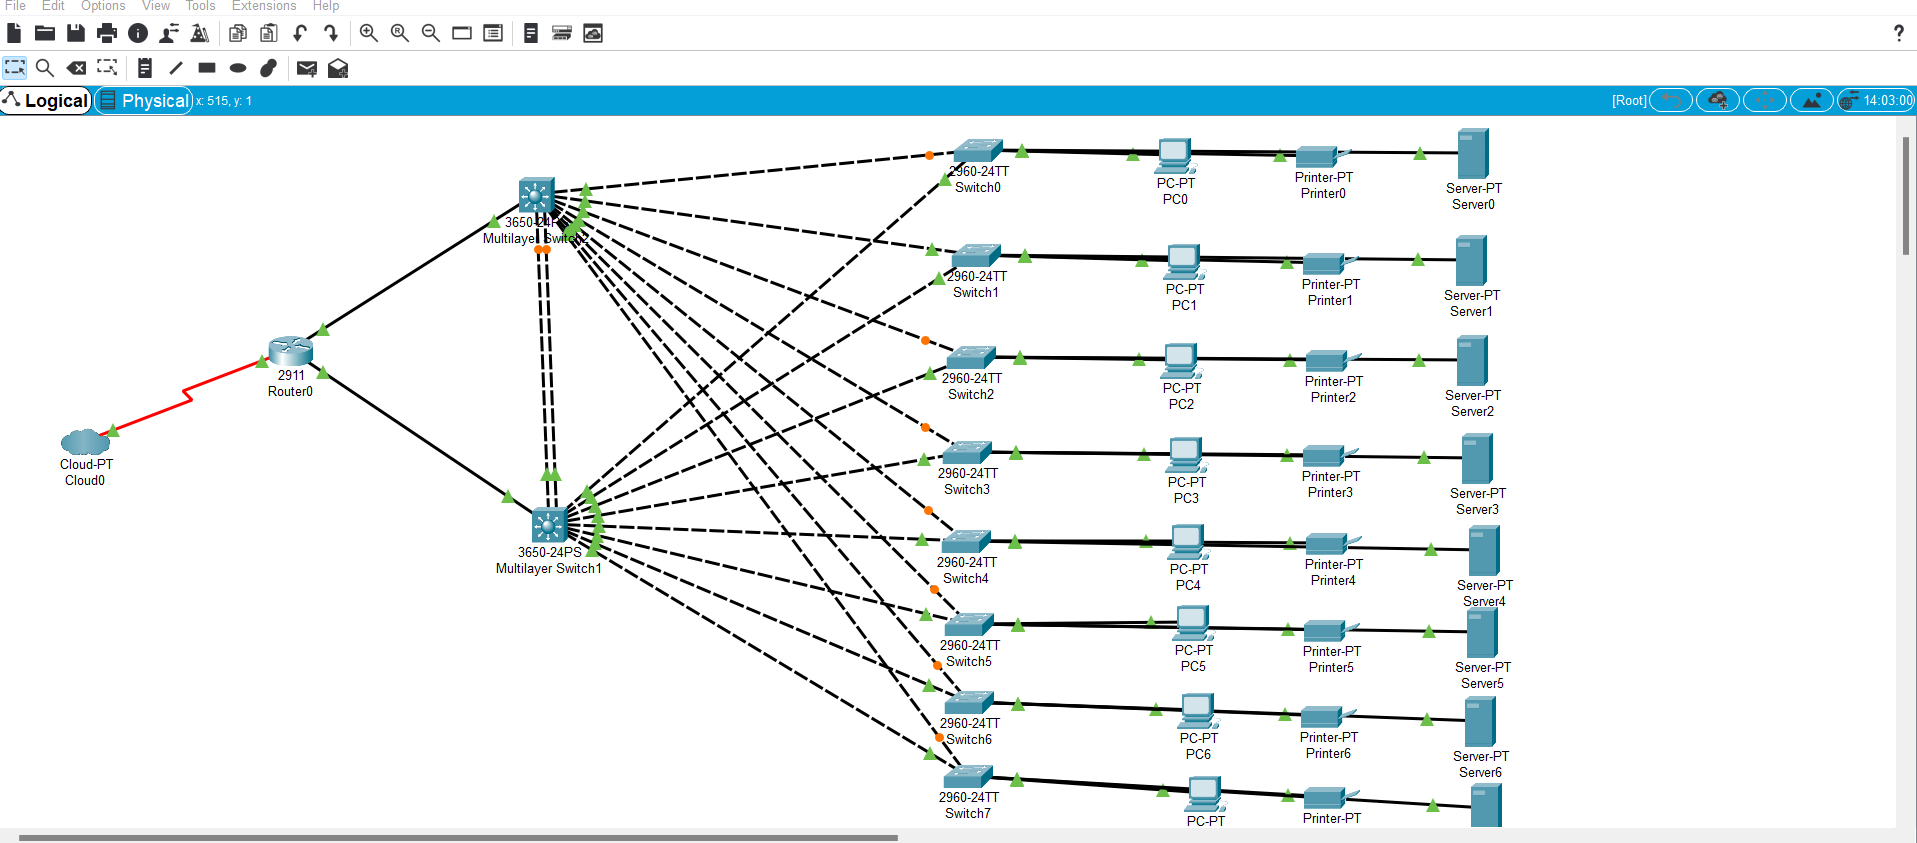 File Edit Options View Tools Extensions Help
?
Logical Physical x: 515, y: 1 [Root] 14:03:00
2960-24TT
Switch0
PC-PT
PC0
Printer-PT
Printer0
Server-PT
Server0
Multilayer
2960-24TT
Switch1
PC-PT
PC1
Printer-PT
Printer1
Server-PT
Server1
2911
Router0
2960-24TT
Switch2
PC-PT
PC2
Printer-PT
Printer2
Server-PT
Server2
Cloud-PT
Cloud0
2960-24TT
Switch3
PC-PT
PC3
Printer-PT
Printer3
Server-PT
Server3
3650-24PS
Multilayer Switch1
2960-24TT
Switch4
PC-PT
PC4
Printer-PT
Printer4
Server-PT
Server4
2960-24TT
Switch5
PC-PT
PC5
Printer-PT
Printer5
Server-PT
Server5
2960-24TT
Switch6
PC-PT
PC6
Printer-PT
Printer6
Server-PT
Server6
2960-24TT
Switch7
PC-PT
Printer-PT